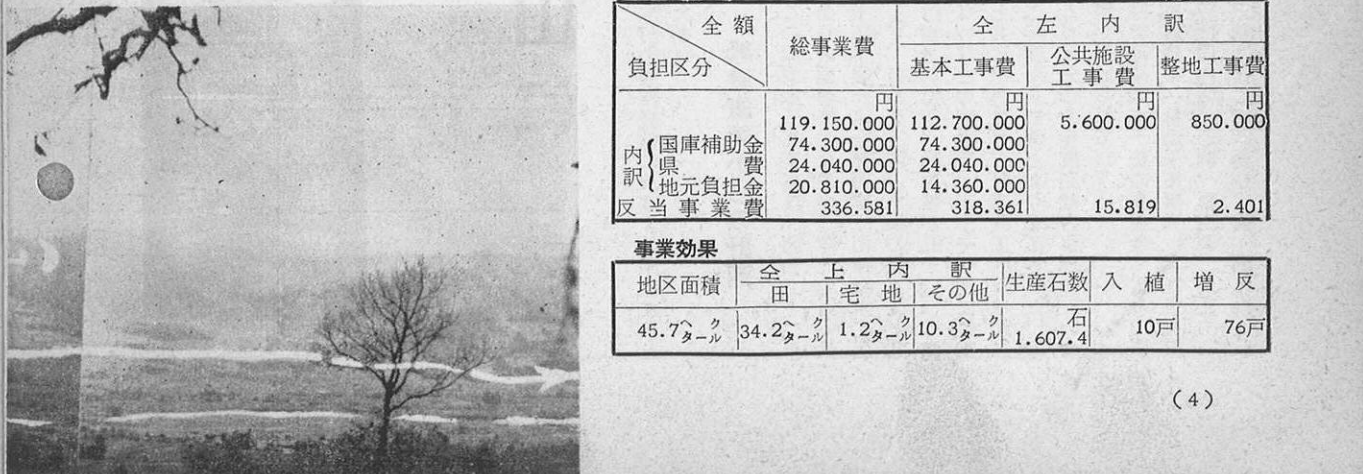 全額 負担区分 総事業費 仝左内訳
基本工事費 公共施設工事費 整地工事費
円 円 円 円
119.150.000 112.700.000 5.600.000 850.000
内訳 国庫補助金 74.300.000 74.300.000
県費 24.040.000 24.040.000
地元負担金 20.810.000 14.360.000
反当事業費 336.581 318.361 15.819 2.401
事業効果
地区面積 仝上内訳 生産石数 入植 増反
田 宅地 その他
45.7ヘクタール 34.2ヘクタール 1.2ヘクタール 10.3ヘクタール 石1.607.4 10戸 76戸
(4)